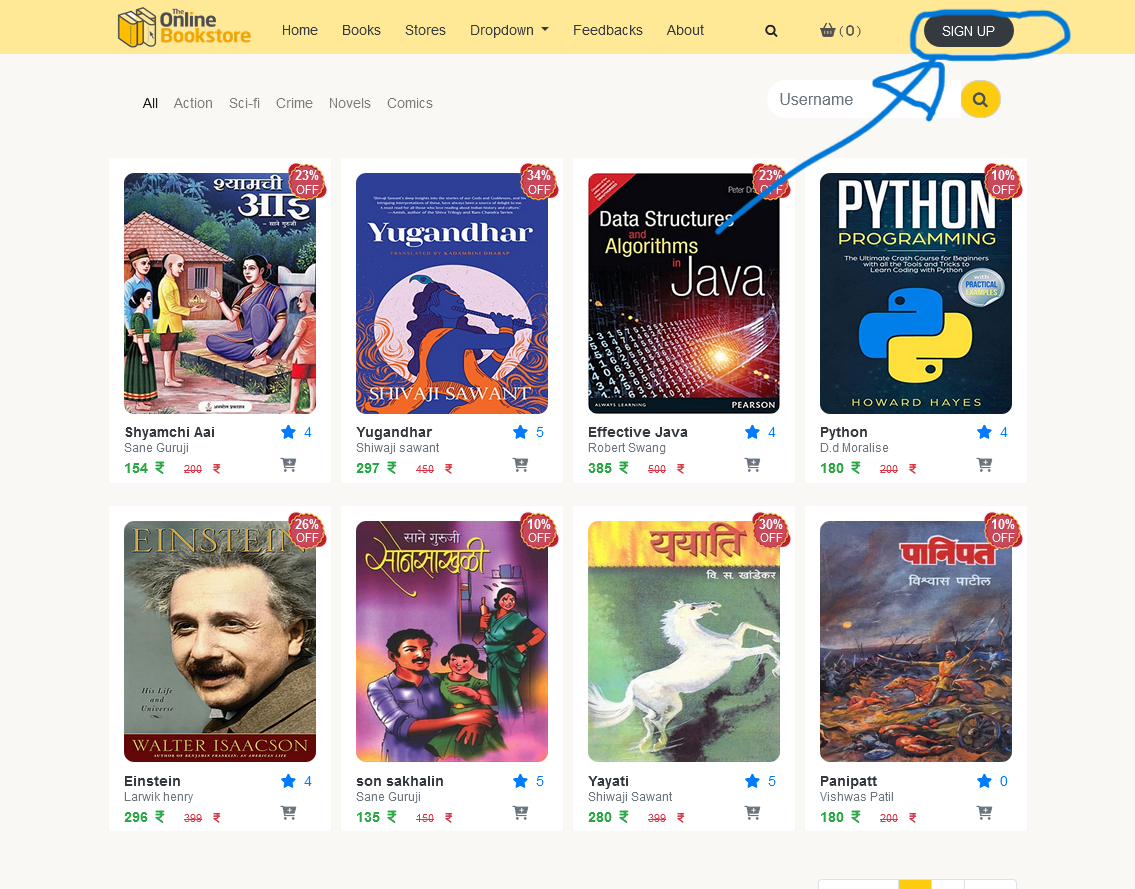 The
Online
Bookstore
Home Books Stores Dropdown Feedbacks About (0) SIGN UP
All Action Sci-fi Crime Novels Comics
Username
23%
OFF
श्यामची
आई
- साने गुरुजी
Shyamchi Aai 4
Sane Guruji
154 ₹ 200 ₹
34%
OFF
Yugandhar
TRANSLATED BY KADAMBINI DHARAP
SHIVAJI SAWANT
Yugandhar 5
Shiwaji sawant
297 ₹ 450 ₹
23%
OFF
Data Structures
and
Algorithms
in
Java
ALWAYS LEARNING PEARSON
Effective Java 4
Robert Swang
385 ₹ 500 ₹
10%
OFF
PYTHON
PROGRAMMING
The Ultimate Crash Course for Beginners
with all the Tools and Tricks to
Learn Coding with Python
with
PRACTICAL
EXAMPLES
HOWARD HAYES
Python 4
D.d Moralise
180 ₹ 200 ₹
26%
OFF
EINSTEIN
His Life
and
Universe
WALTER ISAACSON
AUTHOR OF BENJAMIN FRANKLIN: AN AMERICAN LIFE
Einstein 4
Larwik henry
296 ₹ 399 ₹
10%
OFF
साने गुरुजी
सोनसाखळी
son sakhalin 5
Sane Guruji
135 ₹ 150 ₹
30%
OFF
ययाति
वि. स. खांडेकर
Yayati 5
Shiwaji Sawant
280 ₹ 399 ₹
10%
OFF
पानिपत
विश्वास पाटील
Panipatt 0
Vishwas Patil
180 ₹ 200 ₹